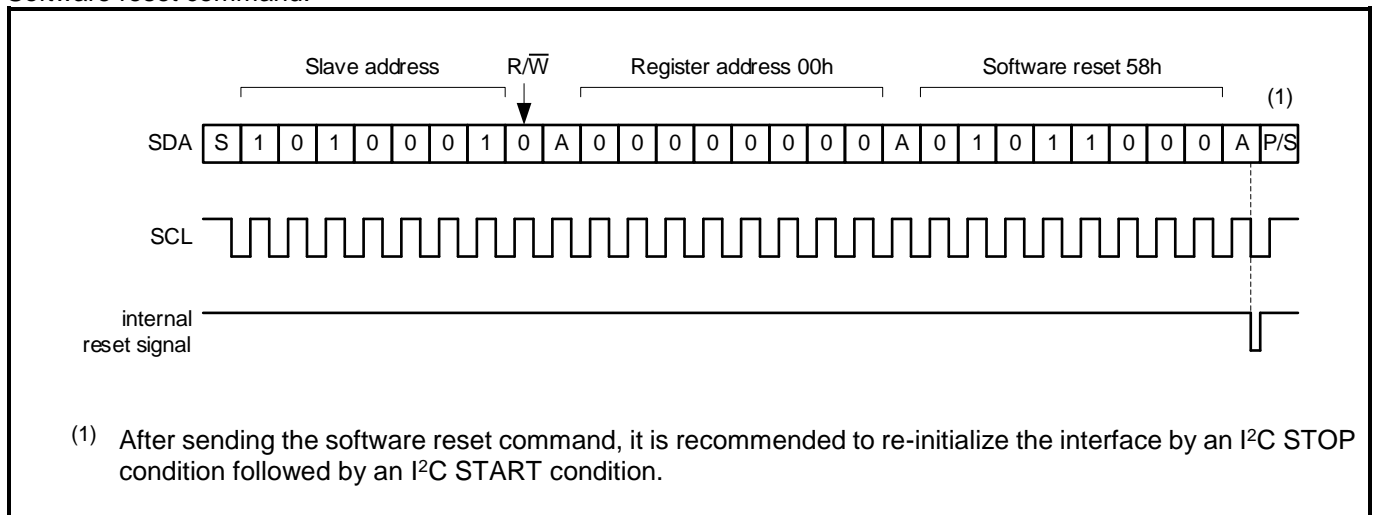 Software reset command:
Slave address R/W Register address 00h Software reset 58h
(1)
SDA S 1 0 1 0 0 0 1 0 A 0 0 0 0 0 0 0 0 A 0 1 0 1 1 0 0 0 A P/S
SCL
internal
reset signal
(1) After sending the software reset command, it is recommended to re-initialize the interface by an I²C STOP
condition followed by an I²C START condition.